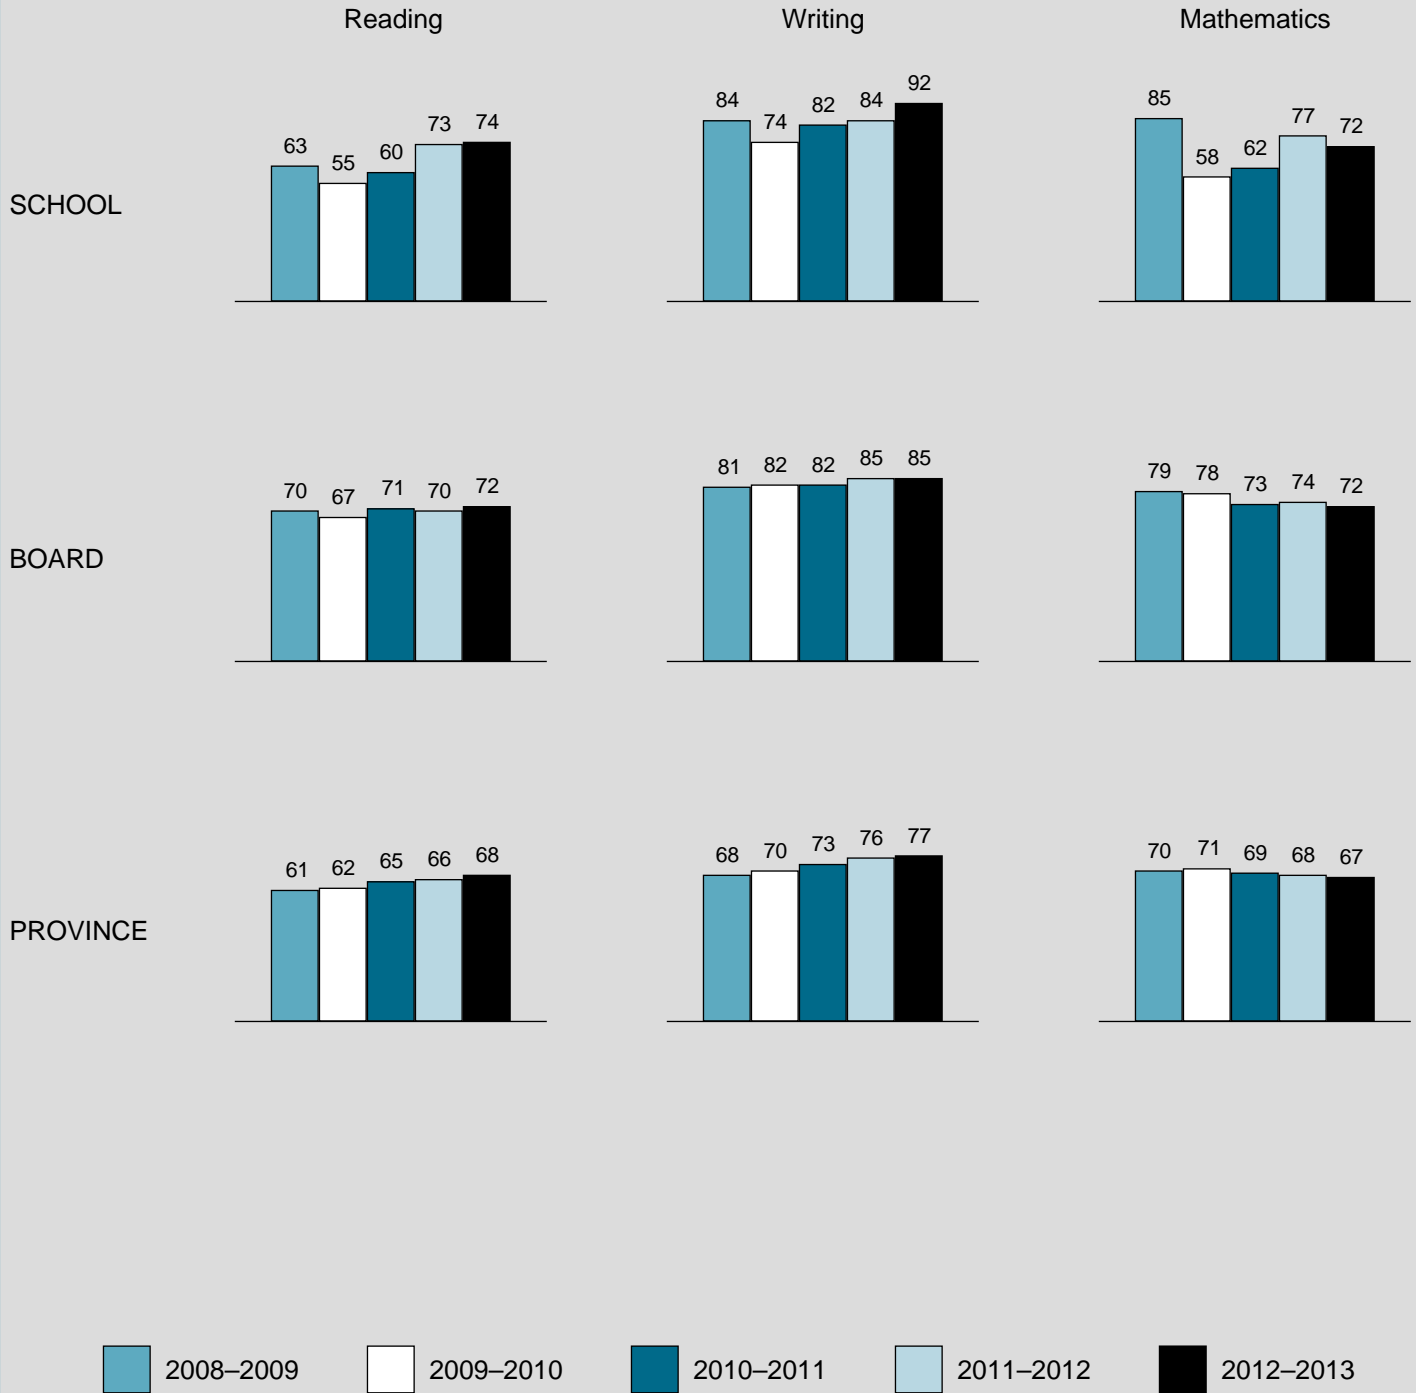 Reading Writing Mathematics
SCHOOL
63 55 60 73 74
84 74 82 84 92
85 58 62 77 72
BOARD
70 67 71 70 72
81 82 82 85 85
79 78 73 74 72
PROVINCE
61 62 65 66 68
68 70 73 76 77
70 71 69 68 67
2008–2009 2009–2010 2010–2011 2011–2012 2012–2013